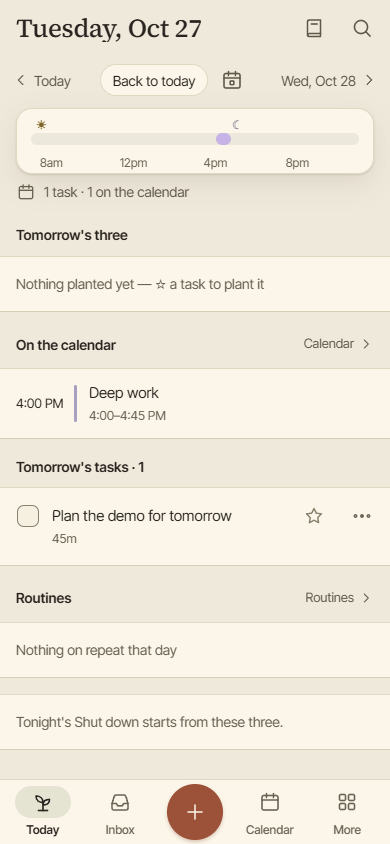 Tuesday, Oct 27
Today
Back to today
Wed, Oct 28
8am 12pm 4pm 8pm
1 task · 1 on the calendar
Tomorrow's three
Nothing planted yet — ☆ a task to plant it
On the calendar
Calendar
4:00 PM
Deep work
4:00–4:45 PM
Tomorrow's tasks · 1
Plan the demo for tomorrow
45m
Routines
Routines
Nothing on repeat that day
Tonight's Shut down starts from these three.
Today
Inbox
Calendar
More